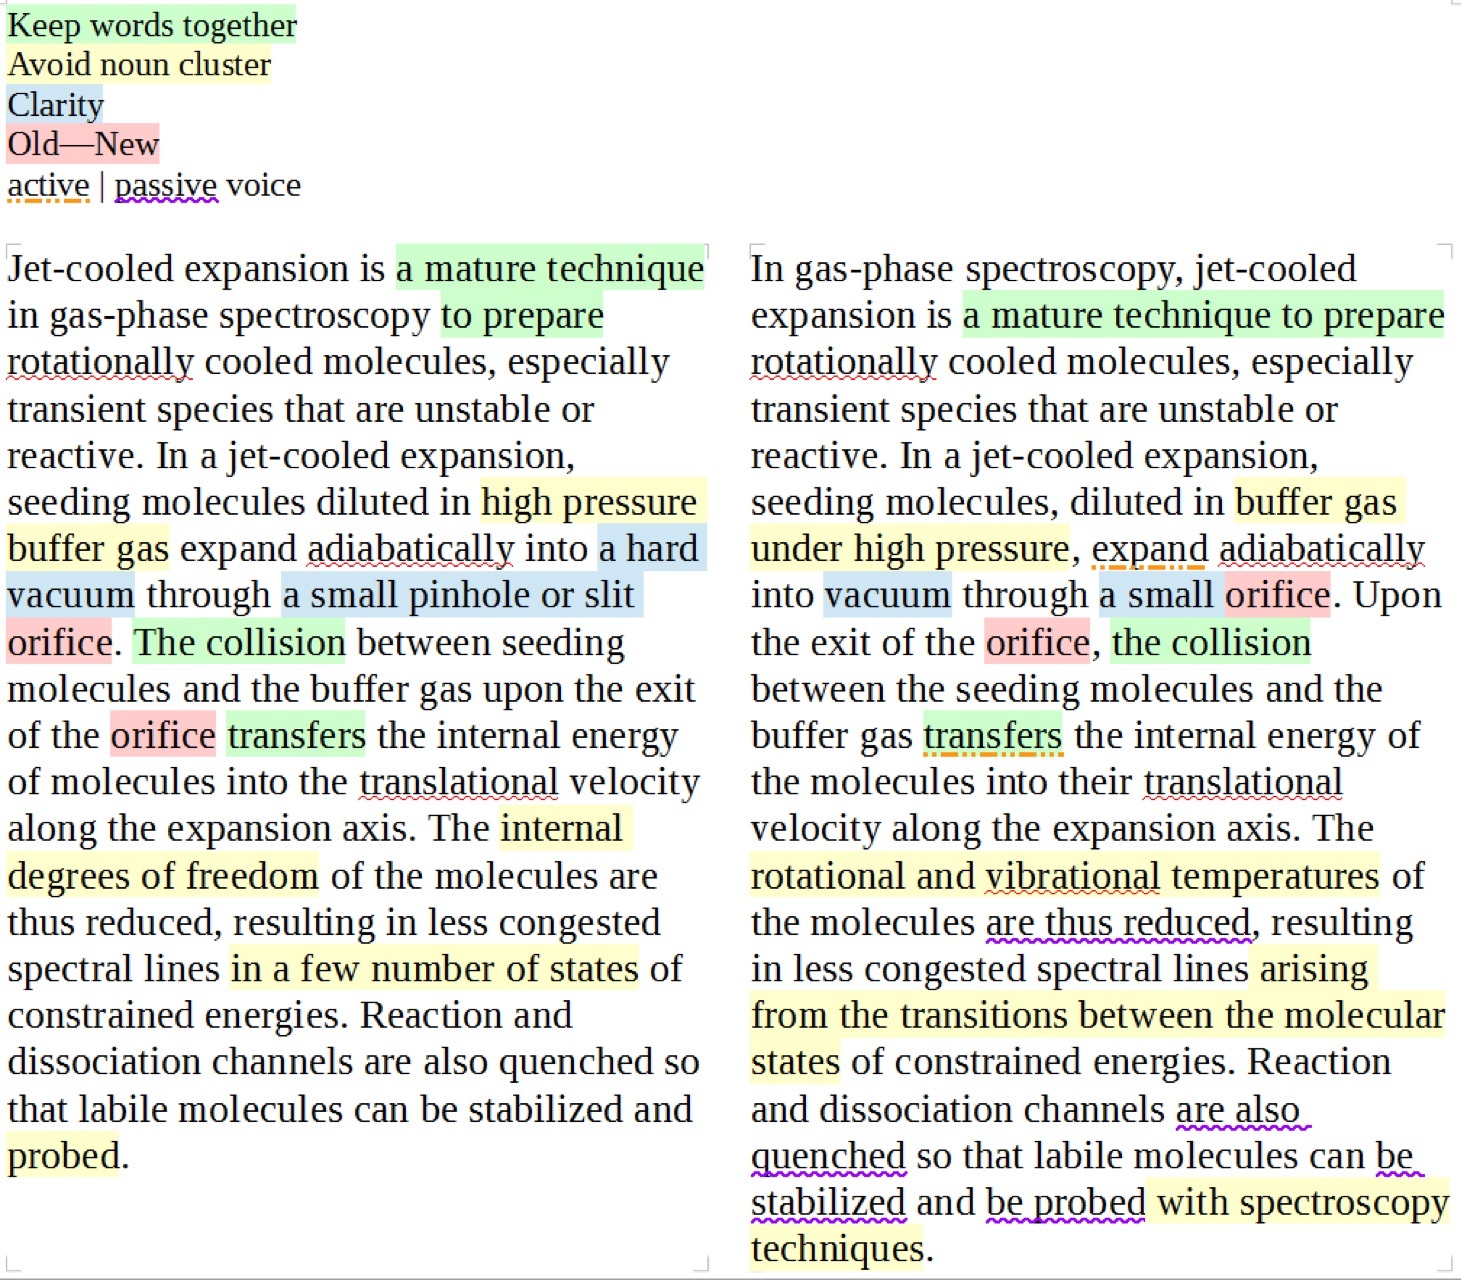 Keep words together
Avoid noun cluster
Clarity
Old—New
active | passive voice
Jet-cooled expansion is a mature technique
in gas-phase spectroscopy to prepare
rotationally cooled molecules, especially
transient species that are unstable or
reactive. In a jet-cooled expansion,
seeding molecules diluted in high pressure
buffer gas expand adiabatically into a hard
vacuum through a small pinhole or slit
orifice. The collision between seeding
molecules and the buffer gas upon the exit
of the orifice transfers the internal energy
of molecules into the translational velocity
along the expansion axis. The internal
degrees of freedom of the molecules are
thus reduced, resulting in less congested
spectral lines in a few number of states of
constrained energies. Reaction and
dissociation channels are also quenched so
that labile molecules can be stabilized and
probed.
In gas-phase spectroscopy, jet-cooled
expansion is a mature technique to prepare
rotationally cooled molecules, especially
transient species that are unstable or
reactive. In a jet-cooled expansion,
seeding molecules, diluted in buffer gas
under high pressure, expand adiabatically
into vacuum through a small orifice. Upon
the exit of the orifice, the collision
between the seeding molecules and the
buffer gas transfers the internal energy of
the molecules into their translational
velocity along the expansion axis. The
rotational and vibrational temperatures of
the molecules are thus reduced, resulting
in less congested spectral lines arising
from the transitions between the molecular
states of constrained energies. Reaction
and dissociation channels are also
quenched so that labile molecules can be
stabilized and be probed with spectroscopy
techniques.